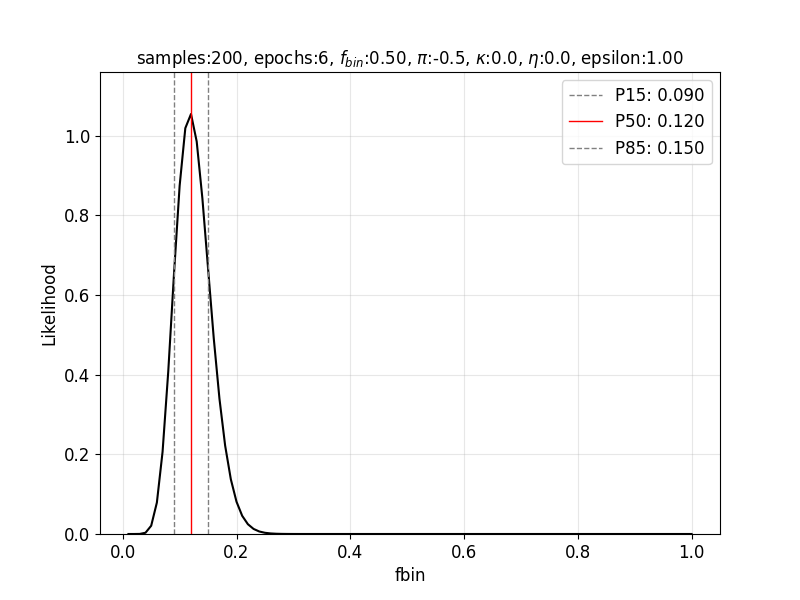 samples:200, epochs:6, f_bin:0.50, π:-0.5, κ:0.0, η:0.0, epsilon:1.00
P15: 0.090
P50: 0.120
P85: 0.150
1.0
0.8
0.6
0.4
0.2
0.0
Likelihood
0.0 0.2 0.4 0.6 0.8 1.0
fbin